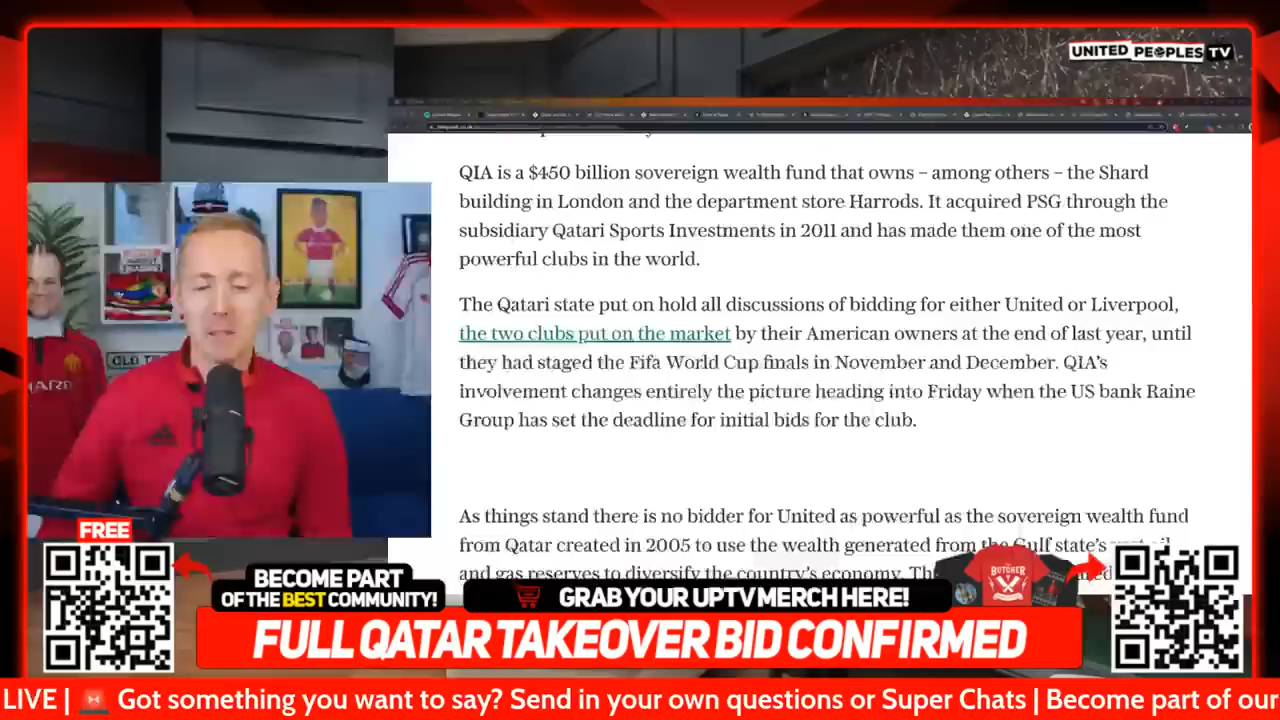 UNITED PEOPLES TV
QIA is a $450 billion sovereign wealth fund that owns – among others – the Shard
building in London and the department store Harrods. It acquired PSG through the
subsidiary Qatari Sports Investments in 2011 and has made them one of the most
powerful clubs in the world.
The Qatari state put on hold all discussions of bidding for either United or Liverpool,
the two clubs put on the market by their American owners at the end of last year, until
they had staged the Fifa World Cup finals in November and December. QIA's
involvement changes entirely the picture heading into Friday when the US bank Raine
Group has set the deadline for initial bids for the club.
As things stand there is no bidder for United as powerful as the sovereign wealth fund
from Qatar created in 2005 to use the wealth generated from the Gulf state's
and gas reserves to diversify the country's economy.
FREE
BECOME PART
OF THE BEST COMMUNITY!
GRAB YOUR UPTV MERCH HERE!
BUTCHER
FULL QATAR TAKEOVER BID CONFIRMED
LIVE | Got something you want to say? Send in your own questions or Super Chats | Become part of our